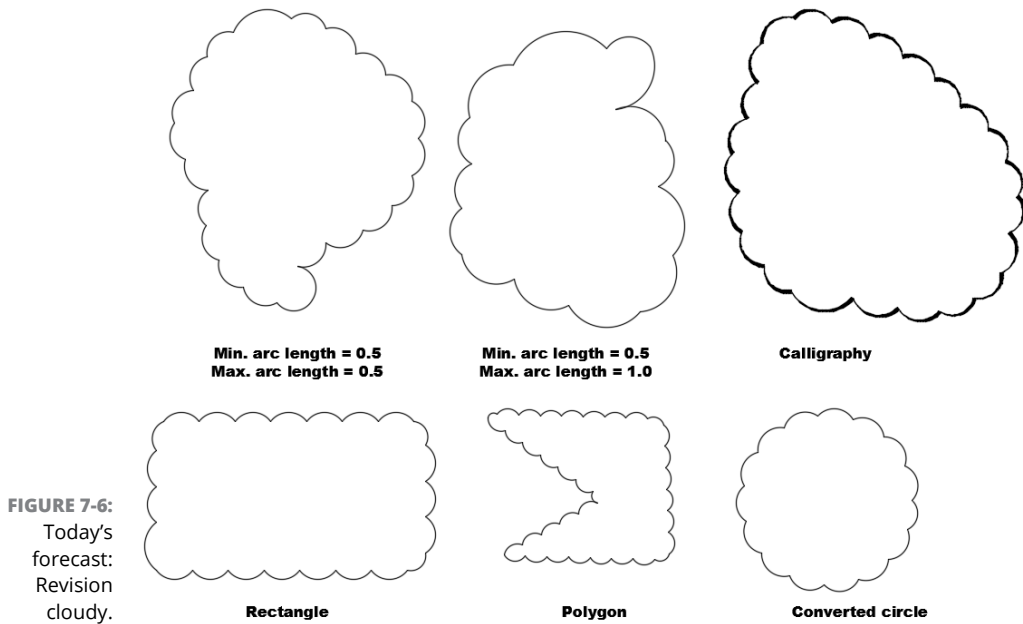 Min. arc length = 0.5
Max. arc length = 0.5
Min. arc length = 0.5
Max. arc length = 1.0
Calligraphy
FIGURE 7-6:
Today’s
forecast:
Revision
cloudy.
Rectangle
Polygon
Converted circle